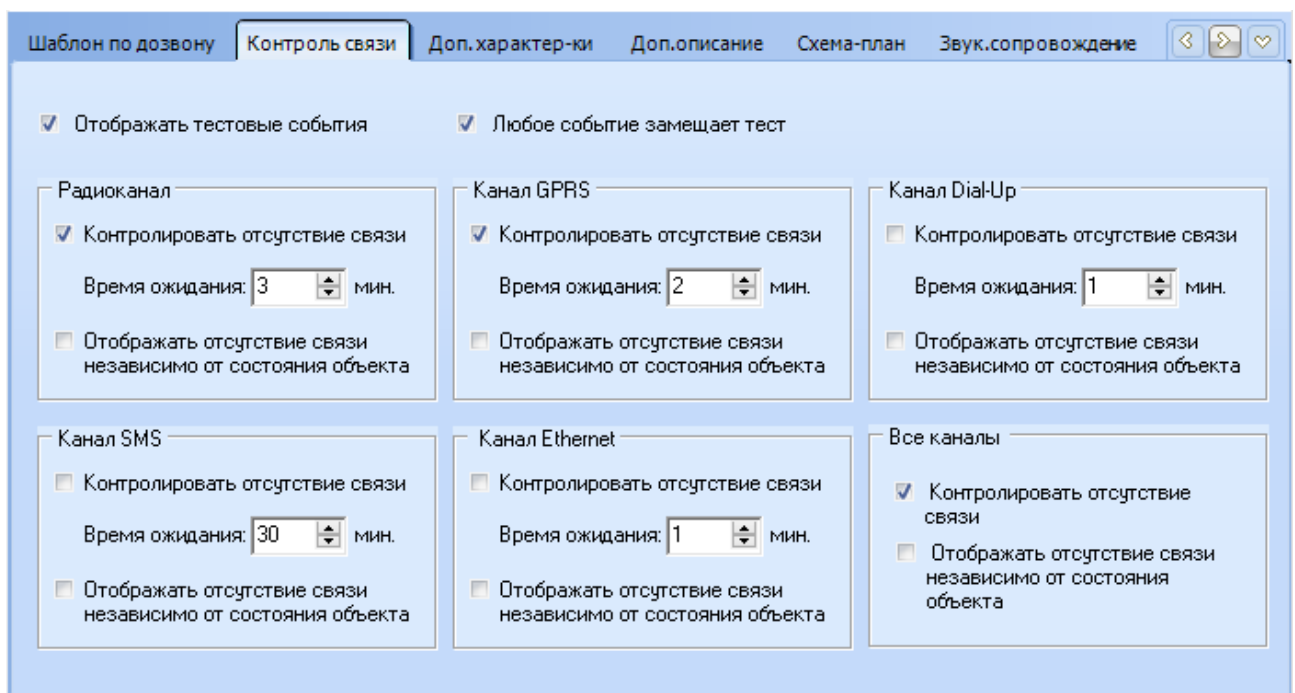 Шаблон по дозвону Контроль связи Доп.характер-ки Доп.описание Схема-план Звук.сопровождение
Отображать тестовые события
Любое событие замещает тест
Радиоканал
Контролировать отсутствие связи
Время ожидания: 3 мин.
Отображать отсутствие связи
независимо от состояния объекта
Канал GPRS
Контролировать отсутствие связи
Время ожидания: 2 мин.
Отображать отсутствие связи
независимо от состояния объекта
Канал Dial-Up
Контролировать отсутствие связи
Время ожидания: 1 мин.
Отображать отсутствие связи
независимо от состояния объекта
Канал SMS
Контролировать отсутствие связи
Время ожидания: 30 мин.
Отображать отсутствие связи
независимо от состояния объекта
Канал Ethernet
Контролировать отсутствие связи
Время ожидания: 1 мин.
Отображать отсутствие связи
независимо от состояния объекта
Все каналы
Контролировать отсутствие
связи
Отображать отсутствие связи
независимо от состояния
объекта